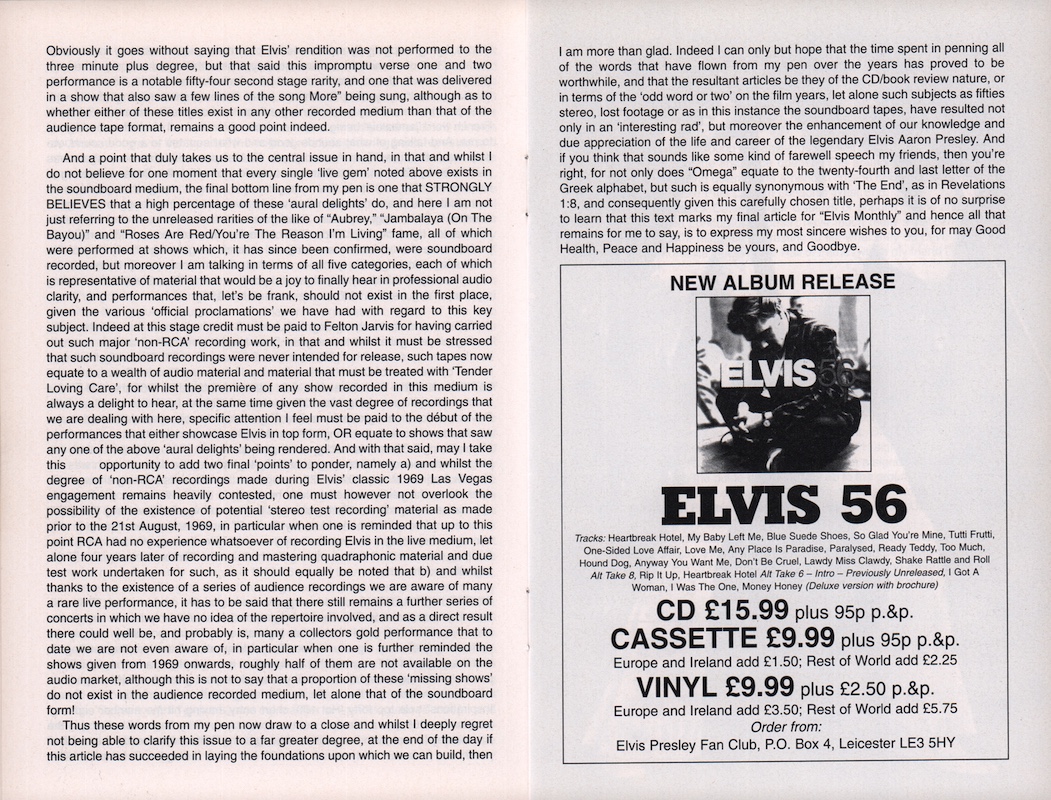 Obviously it goes without saying that Elvis' rendition was not performed to the
three minute plus degree, but that said this impromptu verse one and two
performance is a notable fifty-four second stage rarity, and one that was delivered
in a show that also saw a few lines of the song More" being sung, although as to
whether either of these titles exist in any other recorded medium than that of the
audience tape format, remains a good point indeed.
And a point that duly takes us to the central issue in hand, in that and whilst I
do not believe for one moment that every single 'live gem' noted above exists in
the soundboard medium, the final bottom line from my pen is one that STRONGLY
BELIEVES that a high percentage of these 'aural delights' do, and here I am not
just referring to the unreleased rarities of the like of "Aubrey," "Jambalaya (On The
Bayou)" and "Roses Are Red/You're The Reason I'm Living" fame, all of which
were performed at shows which, it has since been confirmed, were soundboard
recorded, but moreover I am talking in terms of all five categories, each of which
is representative of material that would be a joy to finally hear in professional audio
clarity, and performances that, let's be frank, should not exist in the first place,
given the various 'official proclamations' we have had with regard to this key
subject. Indeed at this stage credit must be paid to Felton Jarvis for having carried
out such major 'non-RCA' recording work, in that and whilst it must be stressed
that such soundboard recordings were never intended for release, such tapes now
equate to a wealth of audio material and material that must be treated with 'Tender
Loving Care', for whilst the première of any show recorded in this medium is
always a delight to hear, at the same time given the vast degree of recordings that
we are dealing with here, specific attention I feel must be paid to the début of the
performances that either showcase Elvis in top form, OR equate to shows that saw
any one of the above 'aural delights' being rendered. And with that said, may I take
this opportunity to add two final 'points' to ponder, namely a) and whilst the
degree of 'non-RCA' recordings made during Elvis' classic 1969 Las Vegas
engagement remains heavily contested, one must however not overlook the
possibility of the existence of potential 'stereo test recording' material as made
prior to the 21st August, 1969, in particular when one is reminded that up to this
point RCA had no experience whatsoever of recording Elvis in the live medium, let
alone four years later of recording and mastering quadraphonic material and due
test work undertaken for such, as it should equally be noted that b) and whilst
thanks to the existence of a series of audience recordings we are aware of many
a rare live performance, it has to be said that there still remains a further series of
concerts in which we have no idea of the repertoire involved, and as a direct result
there could well be, and probably is, many a collectors gold performance that to
date we are not even aware of, in particular when one is further reminded the
shows given from 1969 onwards, roughly half of them are not available on the
audio market, although this is not to say that a proportion of these 'missing shows'
do not exist in the audience recorded medium, let alone that of the soundboard
form!
Thus these words from my pen now draw to a close and whilst I deeply regret
not being able to clarify this issue to a far greater degree, at the end of the day if
this article has succeeded in laying the foundations upon which we can build, then
I am more than glad. Indeed I can only but hope that the time spent in penning all
of the words that have flown from my pen over the years has proved to be
worthwhile, and that the resultant articles be they of the CD/book review nature, or
in terms of the 'odd word or two' on the film years, let alone such subjects as fifties
stereo, lost footage or as in this instance the soundboard tapes, have resulted not
only in an 'interesting rad', but moreover the enhancement of our knowledge and
due appreciation of the life and career of the legendary Elvis Aaron Presley. And
if you think that sounds like some kind of farewell speech my friends, then you're
right, for not only does "Omega" equate to the twenty-fourth and last letter of the
Greek alphabet, but such is equally synonymous with 'The End', as in Revelations
1:8, and consequently given this carefully chosen title, perhaps it is of no surprise
to learn that this text marks my final article for "Elvis Monthly" and hence all that
remains for me to say, is to express my most sincere wishes to you, for may Good
Health, Peace and Happiness be yours, and Goodbye.
NEW ALBUM RELEASE
ELVIS 56
ELVIS 56
Tracks: Heartbreak Hotel, My Baby Left Me, Blue Suede Shoes, So Glad You're Mine, Tutti Frutti,
One-Sided Love Affair, Love Me, Any Place Is Paradise, Paralysed, Ready Teddy, Too Much,
Hound Dog, Anyway You Want Me, Don't Be Cruel, Lawdy Miss Clawdy, Shake Rattle and Roll
Alt Take 8, Rip It Up, Heartbreak Hotel Alt Take 6 – Intro – Previously Unreleased, I Got A
Woman, I Was The One, Money Honey (Deluxe version with brochure)
CD £15.99 plus 95p p.&p.
CASSETTE £9.99 plus 95p p.&p.
Europe and Ireland add £1.50; Rest of World add £2.25
VINYL £9.99 plus £2.50 p.&p.
Europe and Ireland add £3.50; Rest of World add £5.75
Order from:
Elvis Presley Fan Club, P.O. Box 4, Leicester LE3 5HY